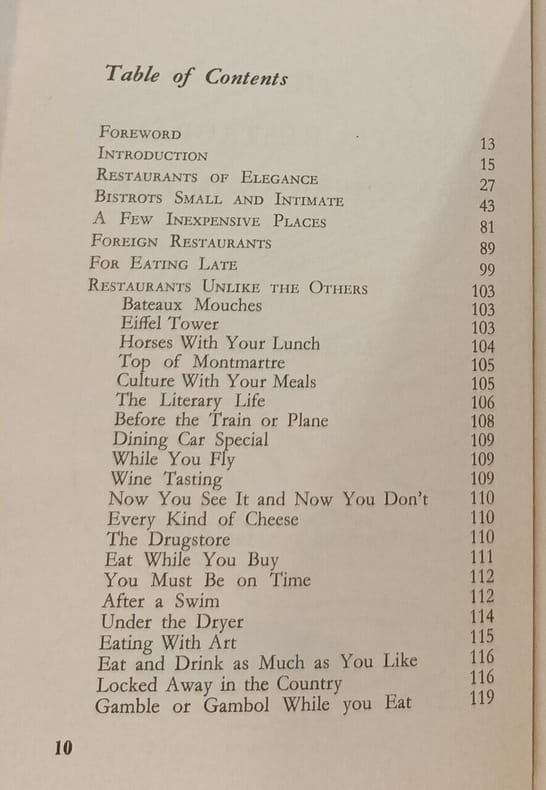 Table of Contents
FOREWORD 13
INTRODUCTION 15
RESTAURANTS OF ELEGANCE 27
BISTROTS SMALL AND INTIMATE 43
A FEW INEXPENSIVE PLACES 81
FOREIGN RESTAURANTS 89
FOR EATING LATE 99
RESTAURANTS UNLIKE THE OTHERS 103
Bateaux Mouches 103
Eiffel Tower 103
Horses With Your Lunch 104
Top of Montmartre 105
Culture With Your Meals 105
The Literary Life 106
Before the Train or Plane 108
Dining Car Special 109
While You Fly 109
Wine Tasting 109
Now You See It and Now You Don't 110
Every Kind of Cheese 110
The Drugstore 110
Eat While You Buy 111
You Must Be on Time 112
After a Swim 112
Under the Dryer 114
Eating With Art 115
Eat and Drink as Much as You Like 116
Locked Away in the Country 116
Gamble or Gambol While you Eat 119
10